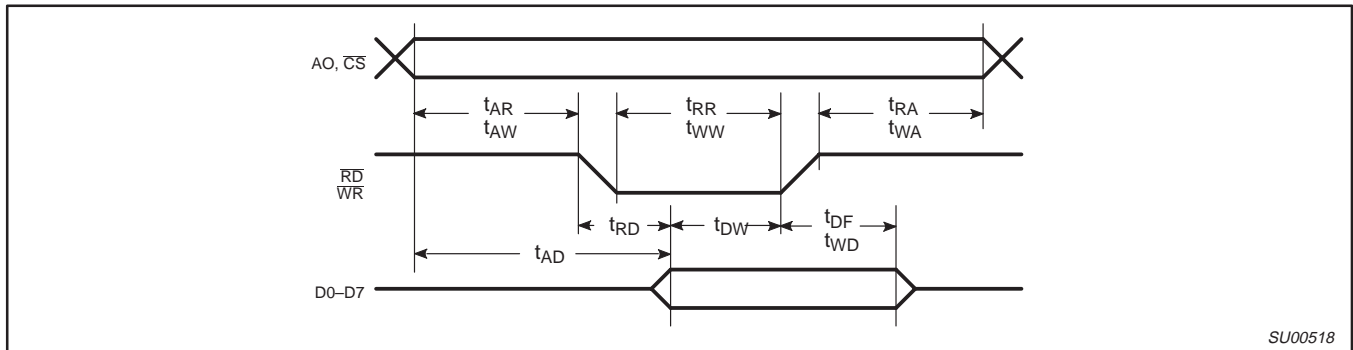 AO, CS
tAR
tAW
tRR
tWW
tRA
tWA
RD
WR
tRD
tDW
tDF
tWD
tAD
D0–D7
SU00518